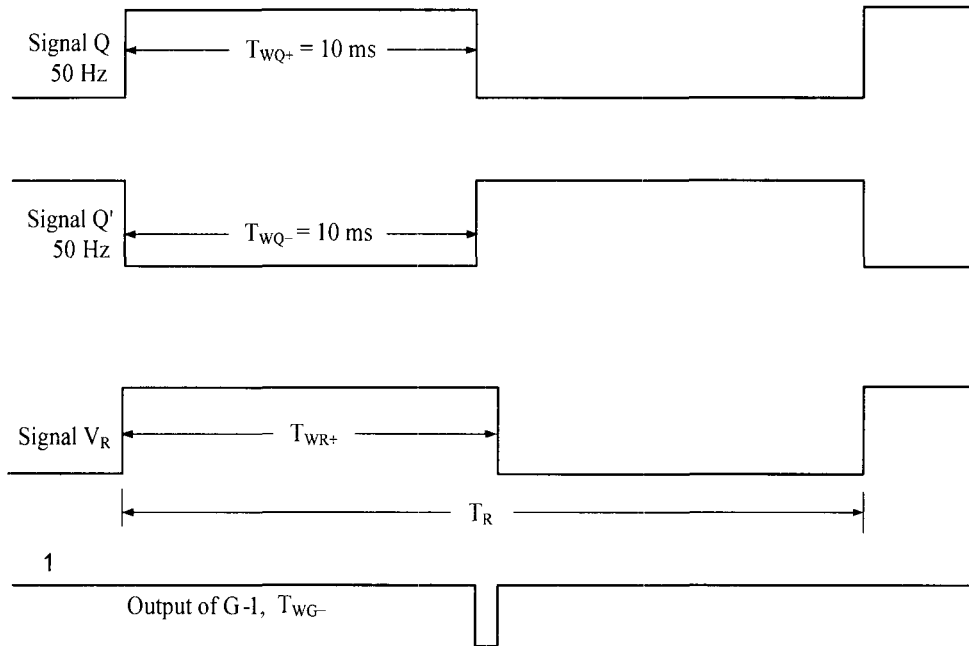 Signal Q
50 Hz
T_WQ+ = 10 ms
Signal Q'
50 Hz
T_WQ– = 10 ms
Signal V_R
T_WR+
T_R
1
Output of G-1, T_WG–